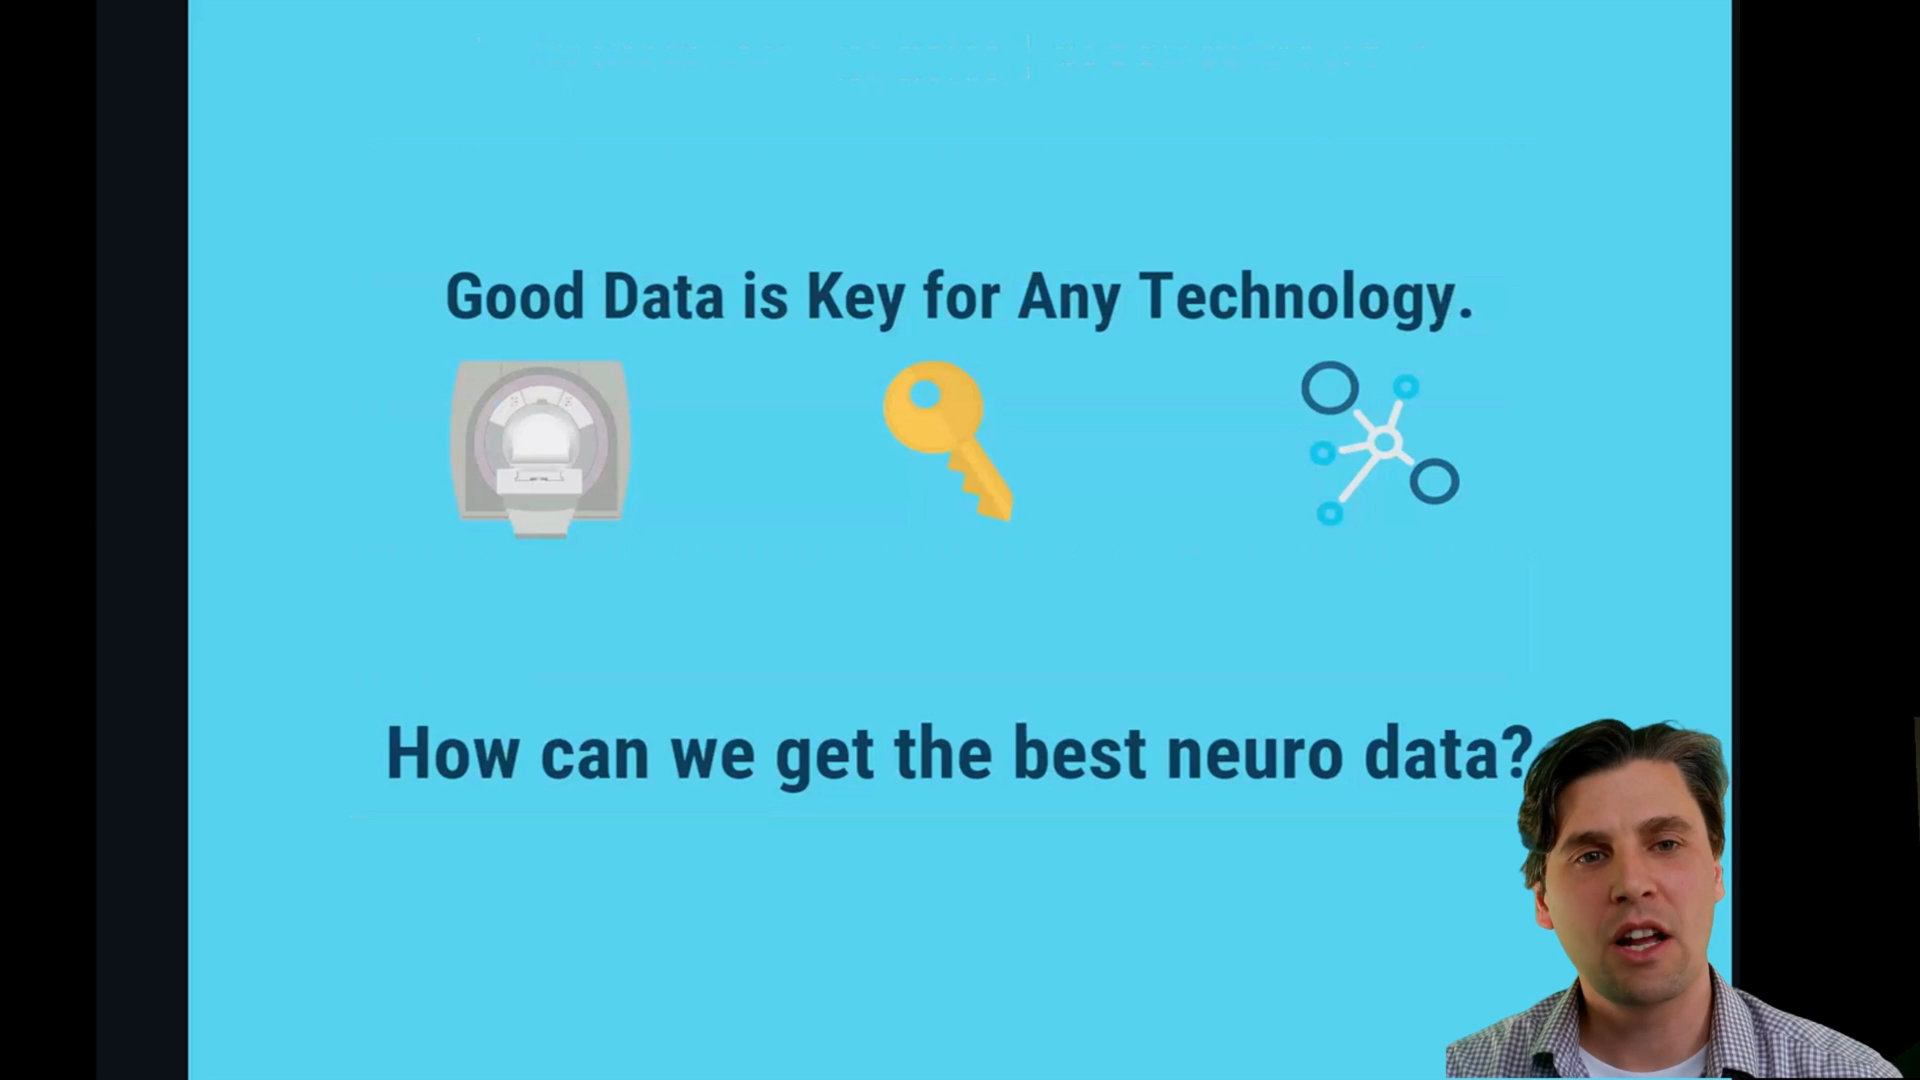 Good Data is Key for Any Technology.
How can we get the best neuro data?